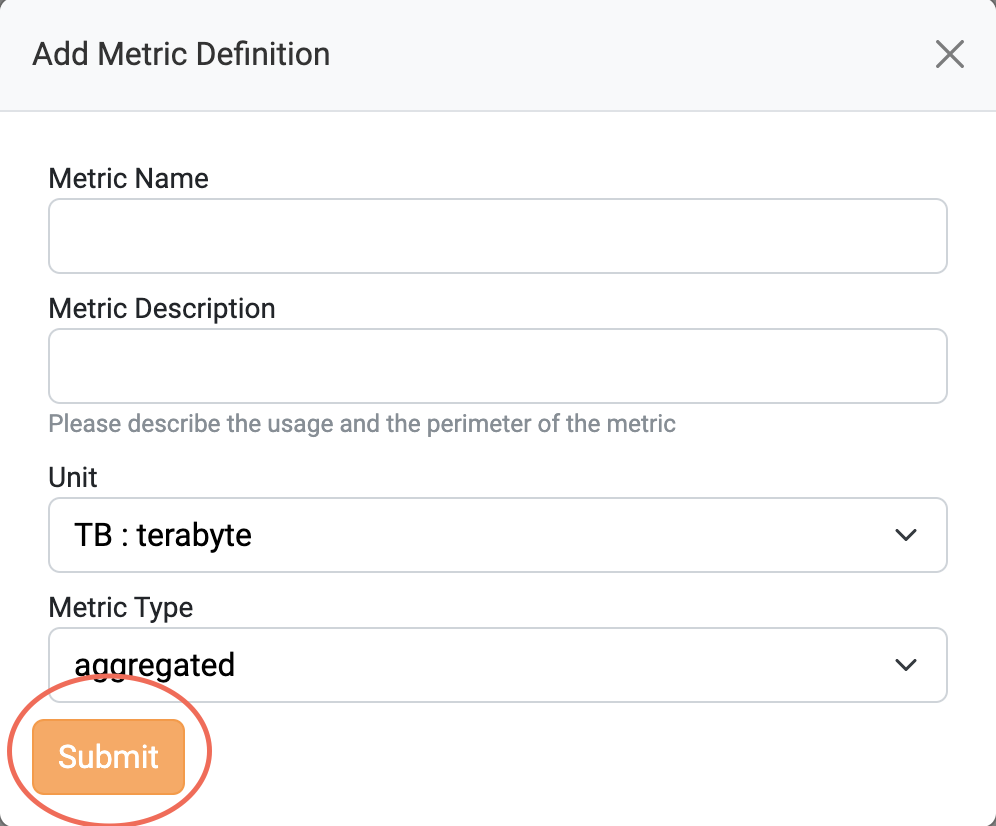 Add Metric Definition
Metric Name
Metric Description
Please describe the usage and the perimeter of the metric
Unit
TB : terabyte
Metric Type
aggregated
Submit